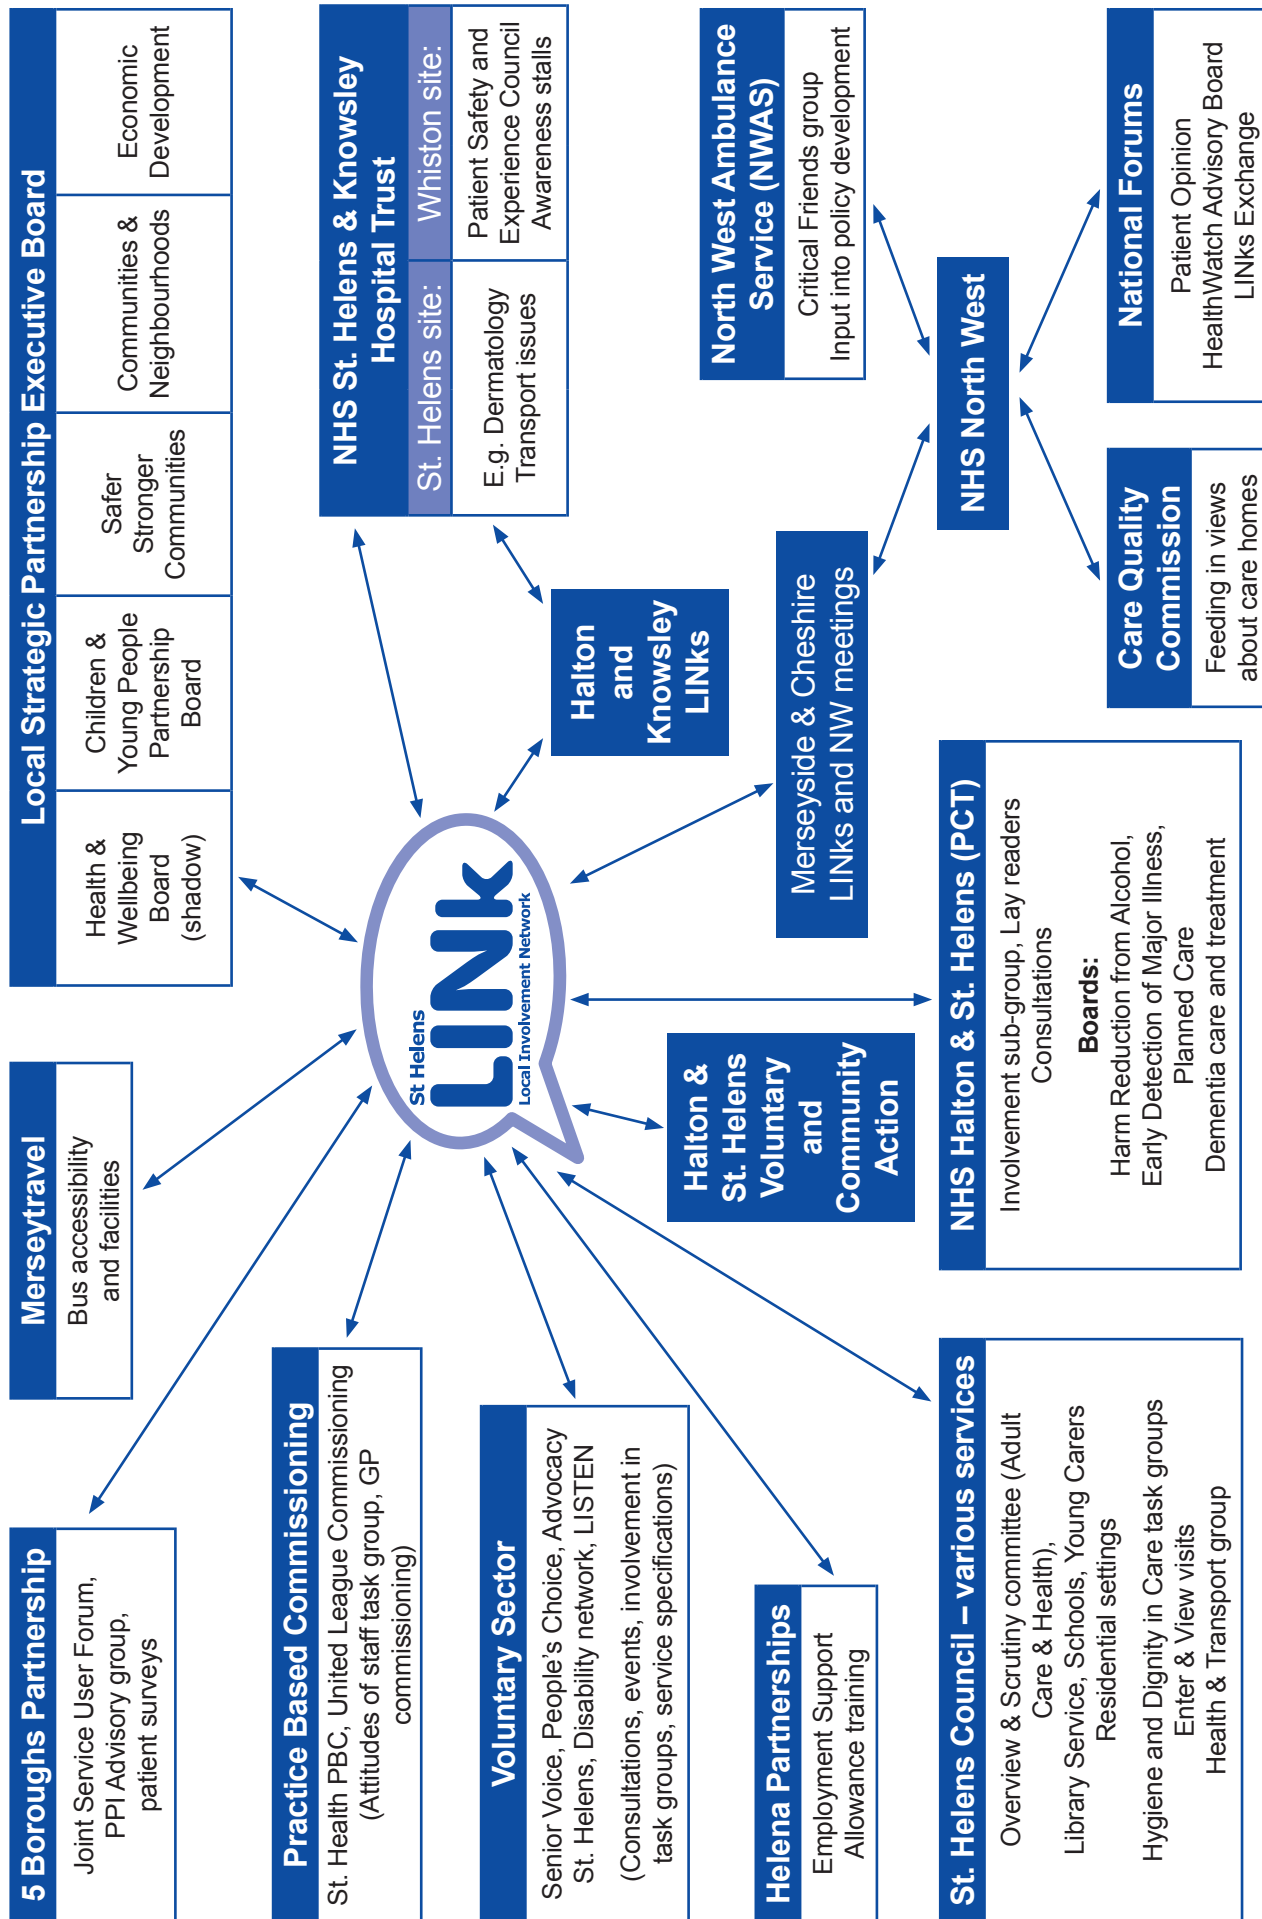 5 Boroughs Partnership
Joint Service User Forum,
PPI Advisory group,
patient surveys
Merseytravel
Bus accessibility
and facilities
Local Strategic Partnership Executive Board
Health &
Wellbeing
Board
(shadow)
Children &
Young People
Partnership
Board
Safer
Stronger
Communities
Communities &
Neighbourhoods
Economic
Development
Practice Based Commissioning
St. Health PBC, United League Commissioning
(Attitudes of staff task group, GP
commissioning)
NHS St. Helens & Knowsley
Hospital Trust
St. Helens site:
Whiston site:
E.g. Dermatology
Transport issues
Patient Safety and
Experience Council
Awareness stalls
St Helens
LINK
Local Involvement Network
Voluntary Sector
Senior Voice, People's Choice, Advocacy
St. Helens, Disability network, LISTEN
(Consultations, events, involvement in
task groups, service specifications)
Halton
and
Knowsley
LINks
Halton &
St. Helens
Voluntary
and
Community
Action
Merseyside & Cheshire
LINks and NW meetings
North West Ambulance
Service (NWAS)
Critical Friends group
Input into policy development
Helena Partnerships
Employment Support
Allowance training
NHS North West
St. Helens Council – various services
Overview & Scrutiny committee (Adult
Care & Health),
Library Service, Schools, Young Carers
Residential settings
Hygiene and Dignity in Care task groups
Enter & View visits
Health & Transport group
NHS Halton & St. Helens (PCT)
Involvement sub-group, Lay readers
Consultations
Boards:
Harm Reduction from Alcohol,
Early Detection of Major Illness,
Planned Care
Dementia care and treatment
Care Quality
Commission
Feeding in views
about care homes
National Forums
Patient Opinion
HealthWatch Advisory Board
LINks Exchange